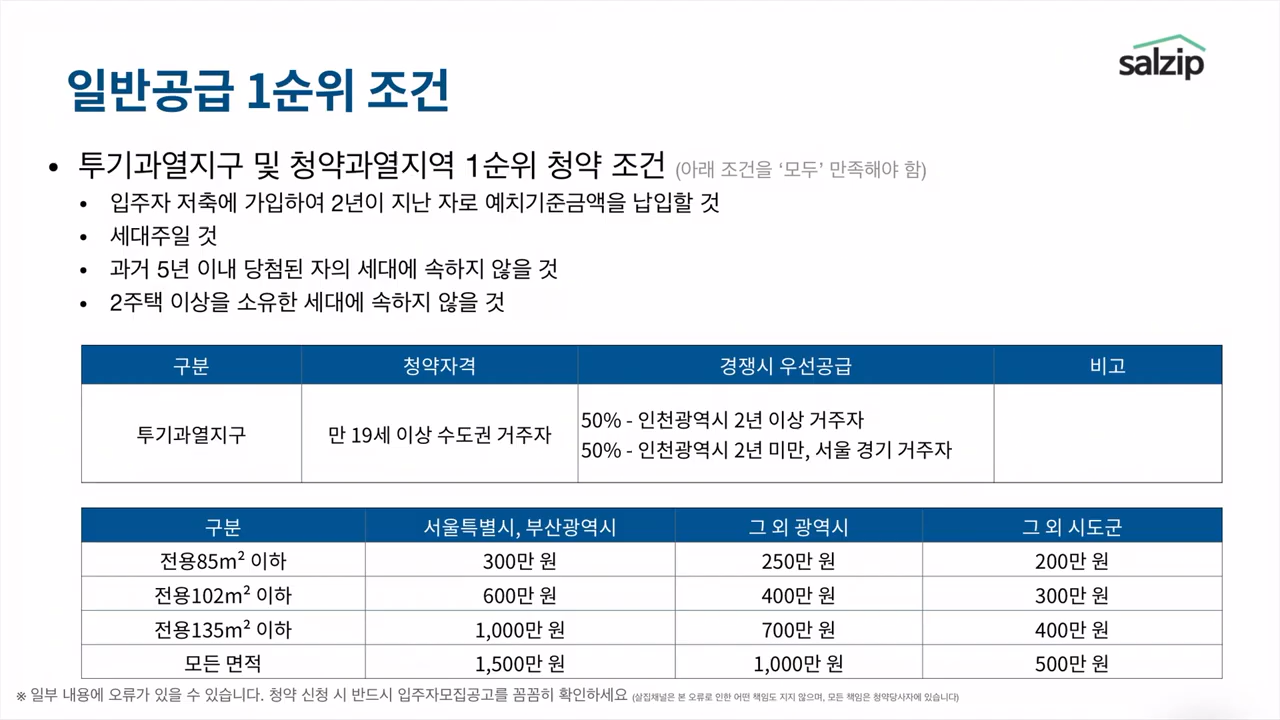 salzip
일반공급 1순위 조건
• 투기과열지구 및 청약과열지역 1순위 청약 조건 (아래 조건을 ‘모두’ 만족해야 함)
• 입주자 저축에 가입하여 2년이 지난 자로 예치기준금액을 납입할 것
• 세대주일 것
• 과거 5년 이내 당첨된 자의 세대에 속하지 않을 것
• 2주택 이상을 소유한 세대에 속하지 않을 것
구분 청약자격 경쟁시 우선공급 비고
투기과열지구 만 19세 이상 수도권 거주자 50% - 인천광역시 2년 이상 거주자
50% - 인천광역시 2년 미만, 서울 경기 거주자
구분 서울특별시, 부산광역시 그 외 광역시 그 외 시도군
전용85m² 이하 300만 원 250만 원 200만 원
전용102m² 이하 600만 원 400만 원 300만 원
전용135m² 이하 1,000만 원 700만 원 400만 원
모든 면적 1,500만 원 1,000만 원 500만 원
※ 일부 내용에 오류가 있을 수 있습니다. 청약 신청 시 반드시 입주자모집공고를 꼼꼼히 확인하세요 (살집채널은 본 오류로 인한 어떤 책임도 지지 않으며, 모든 책임은 청약당사자에 있습니다)